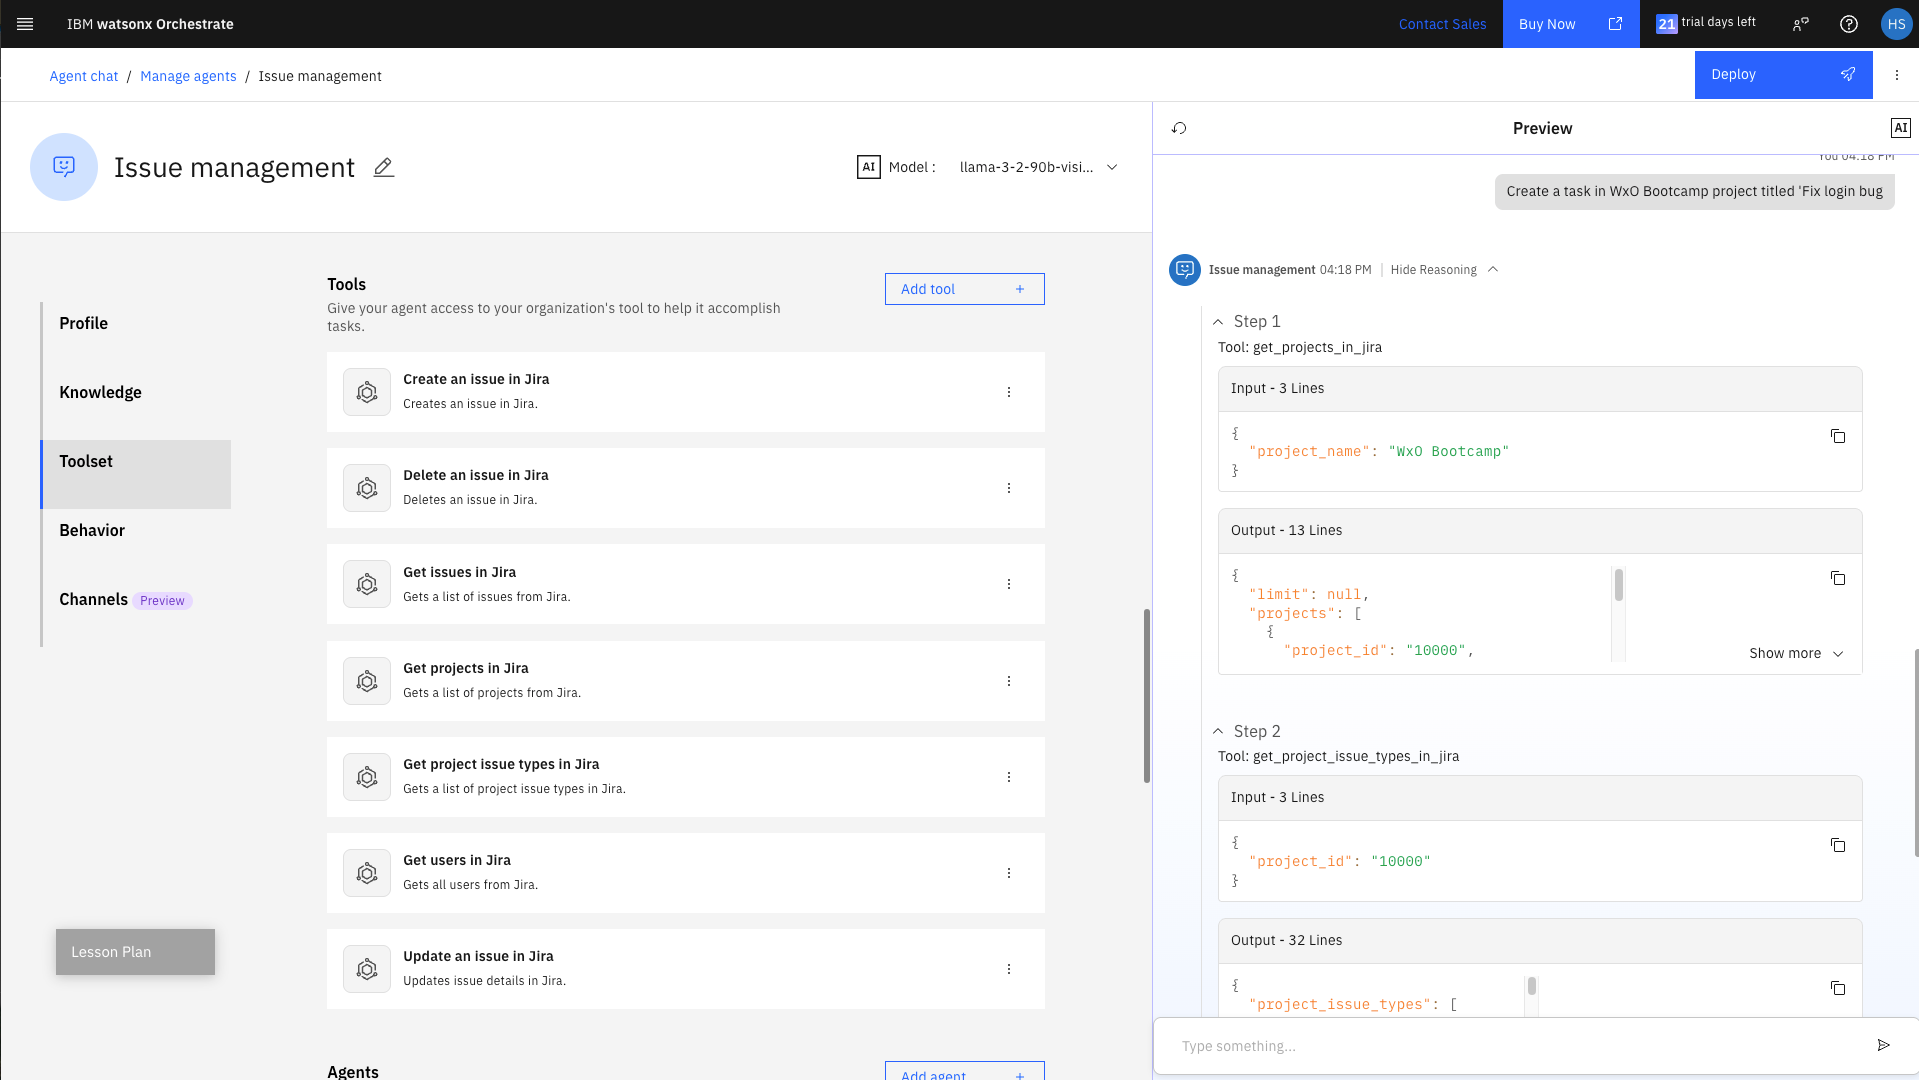 IBM watsonx Orchestrate
Contact Sales
Buy Now
21 trial days left
HS
Agent chat / Manage agents / Issue management
Deploy
Issue management
AI Model : llama-3-2-90b-visi...
Profile
Knowledge
Toolset
Behavior
Channels Preview
Lesson Plan
Tools
Give your agent access to your organization's tool to help it accomplish
tasks.
Add tool +
Create an issue in Jira
Creates an issue in Jira.
Delete an issue in Jira
Deletes an issue in Jira.
Get issues in Jira
Gets a list of issues from Jira.
Get projects in Jira
Gets a list of projects from Jira.
Get project issue types in Jira
Gets a list of project issue types in Jira.
Get users in Jira
Gets all users from Jira.
Update an issue in Jira
Updates issue details in Jira.
Agents
Add agent +
Preview
AI
You 04:18 PM
Create a task in WxO Bootcamp project titled 'Fix login bug
Issue management 04:18 PM | Hide Reasoning
Step 1
Tool: get_projects_in_jira
Input - 3 Lines
{
"project_name": "WxO Bootcamp"
}
Output - 13 Lines
{
"limit": null,
"projects": [
{
"project_id": "10000",
Show more
Step 2
Tool: get_project_issue_types_in_jira
Input - 3 Lines
{
"project_id": "10000"
}
Output - 32 Lines
{
"project_issue_types": [
Type something...